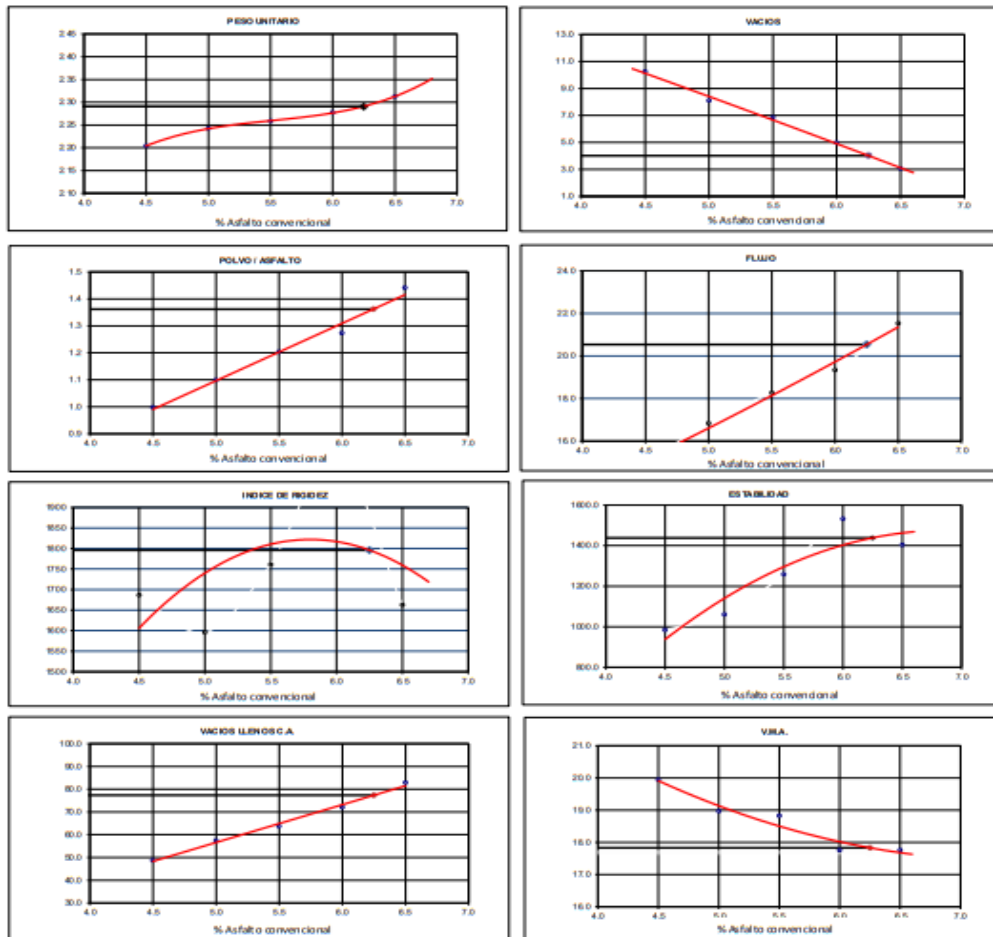 PESO UNITARIO
2.45
2.40
2.35
2.30
2.25
2.20
2.15
2.10
4.0 4.5 5.0 5.5 6.0 6.5 7.0
% Asfalto convencional
VACIOS
13.0
11.0
9.0
7.0
5.0
3.0
1.0
4.0 4.5 5.0 5.5 6.0 6.5 7.0
% Asfalto convencional
POLVO / ASFALTO
1.5
1.4
1.3
1.2
1.1
1.0
0.9
4.0 4.5 5.0 5.5 6.0 6.5 7.0
% Asfalto convencional
FLUJO
24.0
22.0
20.0
18.0
16.0
4.0 4.5 5.0 5.5 6.0 6.5 7.0
% Asfalto convencional
INDICE DE RIGIDEZ
1900
1850
1800
1750
1700
1650
1600
1550
1500
4.0 4.5 5.0 5.5 6.0 6.5 7.0
% Asfalto convencional
ESTABILIDAD
1600.0
1400.0
1200.0
1000.0
800.0
4.0 4.5 5.0 5.5 6.0 6.5 7.0
% Asfalto convencional
VACIOS LLENOS C.A.
100.0
90.0
80.0
70.0
60.0
50.0
40.0
30.0
4.0 4.5 5.0 5.5 6.0 6.5 7.0
% Asfalto convencional
V.M.A.
21.0
20.0
19.0
18.0
17.0
16.0
4.0 4.5 5.0 5.5 6.0 6.5 7.0
% Asfalto convencional